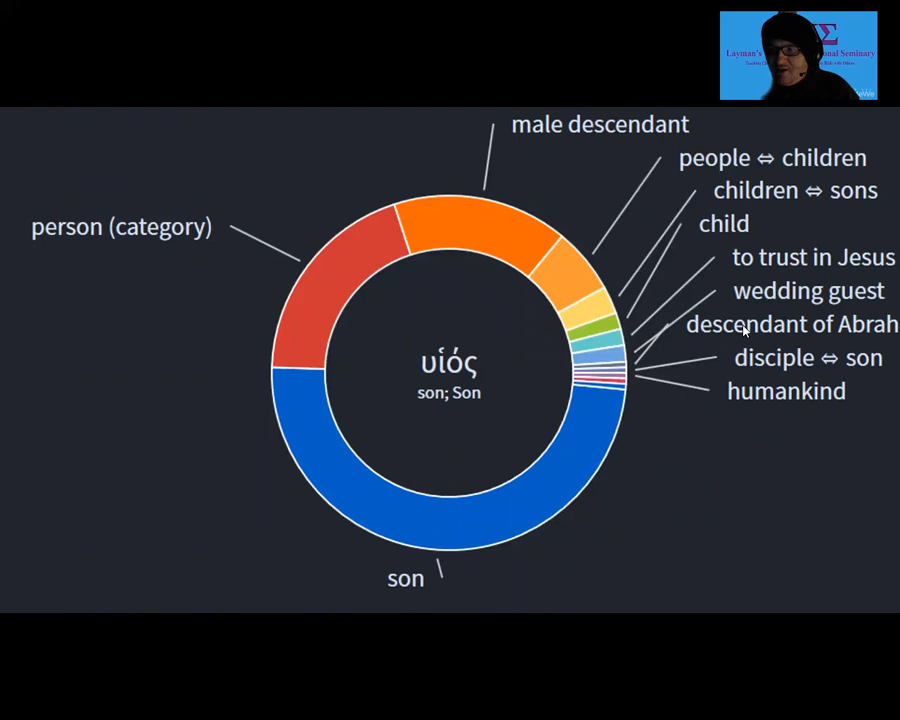 Layman's
onal Seminary
male descendant
people ⇔ children
children ⇔ sons
person (category)
child
to trust in Jesus
wedding guest
descendant of Abrah
disciple ⇔ son
υἱός
son; Son
humankind
son